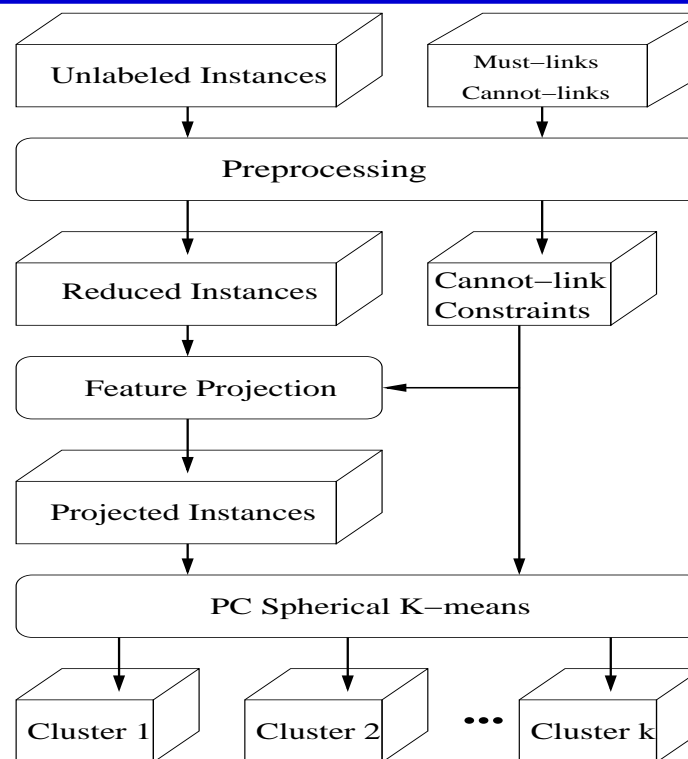 Unlabeled Instances
Must−links
Cannot−links
Preprocessing
Reduced Instances
Cannot−link
Constraints
Feature Projection
Projected Instances
PC Spherical K−means
Cluster 1
Cluster 2
•••
Cluster k